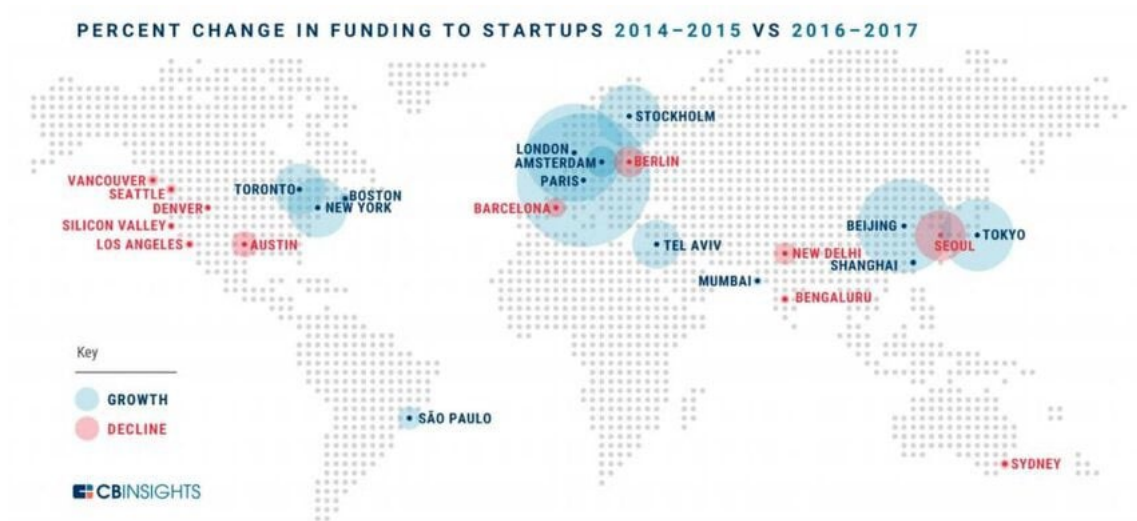 PERCENT CHANGE IN FUNDING TO STARTUPS 2014–2015 VS 2016–2017
STOCKHOLM
LONDON
AMSTERDAM
BERLIN
PARIS
VANCOUVER
SEATTLE
TORONTO
BOSTON
DENVER
NEW YORK
BARCELONA
SILICON VALLEY
BEIJING
TOKYO
LOS ANGELES
AUSTIN
TEL AVIV
SEOUL
NEW DELHI
SHANGHAI
MUMBAI
BENGALURU
Key
GROWTH
DECLINE
SÃO PAULO
SYDNEY
CBINSIGHTS